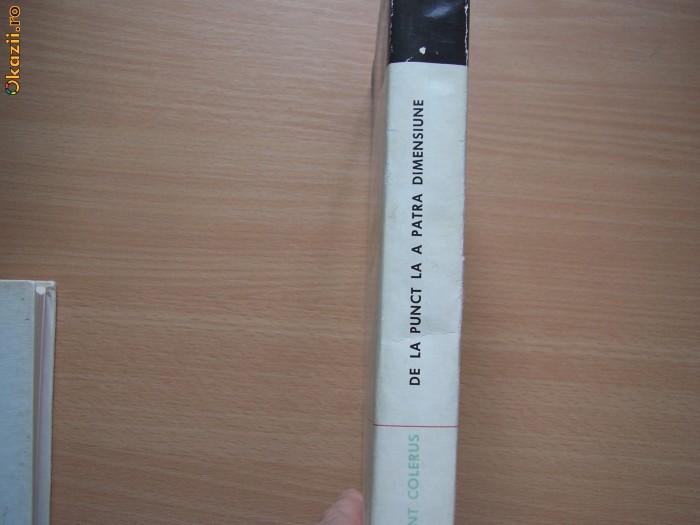 Okazii.ro
DE LA PUNCT LA A PATRA DIMENSIUNE
NT COLERUS